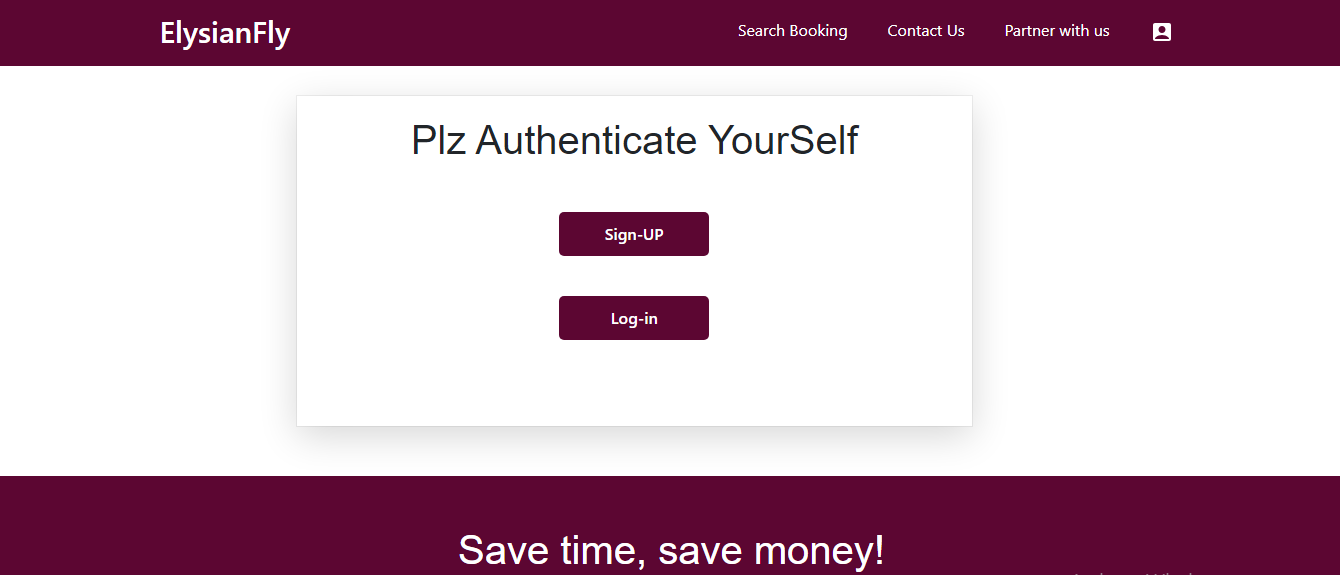 ElysianFly
Search Booking
Contact Us
Partner with us
Plz Authenticate YourSelf
Sign-UP
Log-in
Save time, save money!